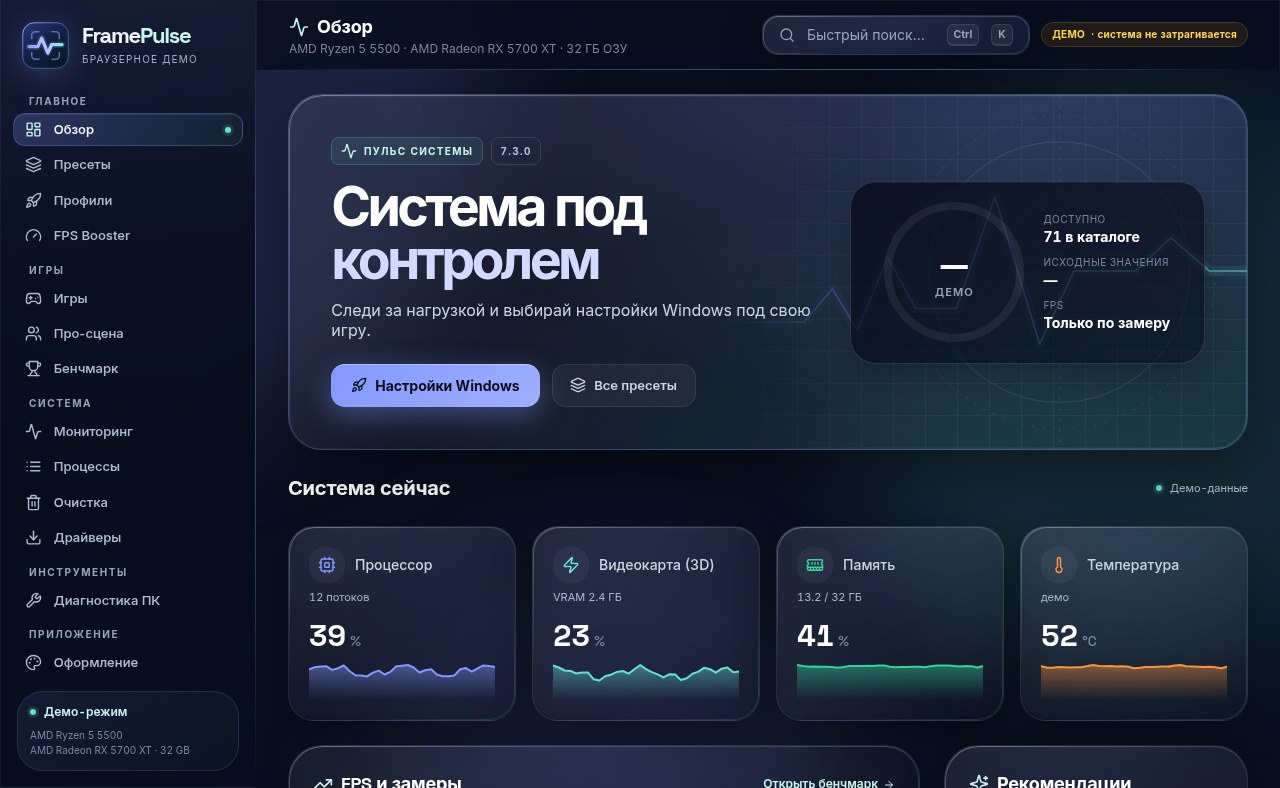 FramePulse
БРАУЗЕРНОЕ ДЕМО
ГЛАВНОЕ
Обзор
Пресеты
Профили
FPS Booster
ИГРЫ
Игры
Про-сцена
Бенчмарк
СИСТЕМА
Мониторинг
Процессы
Очистка
Драйверы
ИНСТРУМЕНТЫ
Диагностика ПК
ПРИЛОЖЕНИЕ
Оформление
Демо-режим
AMD Ryzen 5 5500
AMD Radeon RX 5700 XT · 32 GB
Обзор
AMD Ryzen 5 5500 · AMD Radeon RX 5700 XT · 32 ГБ ОЗУ
Быстрый поиск... Ctrl K
ДЕМО · система не затрагивается
ПУЛЬС СИСТЕМЫ 7.3.0
Система под
контролем
Следи за нагрузкой и выбирай настройки Windows под свою
игру.
Настройки Windows
Все пресеты
—
ДЕМО
ДОСТУПНО
71 в каталоге
ИСХОДНЫЕ ЗНАЧЕНИЯ
—
FPS
Только по замеру
Система сейчас
Демо-данные
Процессор
12 потоков
39 %
Видеокарта (3D)
VRAM 2.4 ГБ
23 %
Память
13.2 / 32 ГБ
41 %
Температура
демо
52 °C
FPS и замеры
Открыть бенчмарк →
Рекомендации